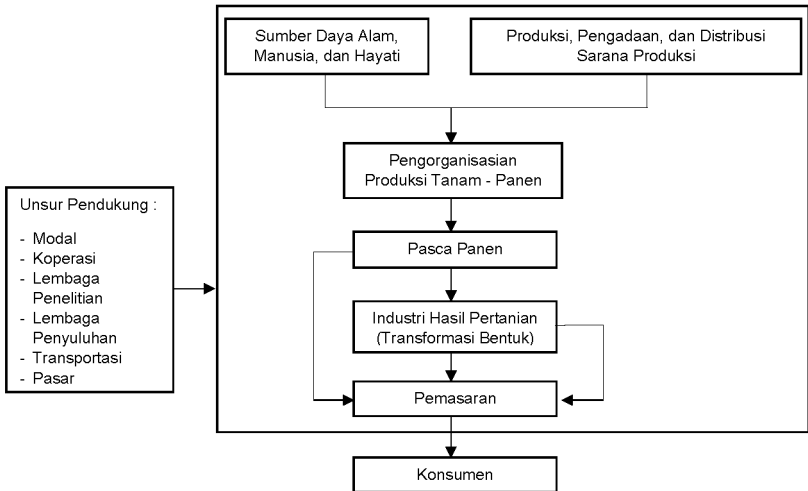 Sumber Daya Alam,
Manusia, dan Hayati
Produksi, Pengadaan, dan Distribusi
Sarana Produksi
Pengorganisasian
Produksi Tanam - Panen
Unsur Pendukung :
- Modal
- Koperasi
- Lembaga
Penelitian
- Lembaga
Penyuluhan
- Transportasi
- Pasar
Pasca Panen
Industri Hasil Pertanian
(Transformasi Bentuk)
Pemasaran
Konsumen